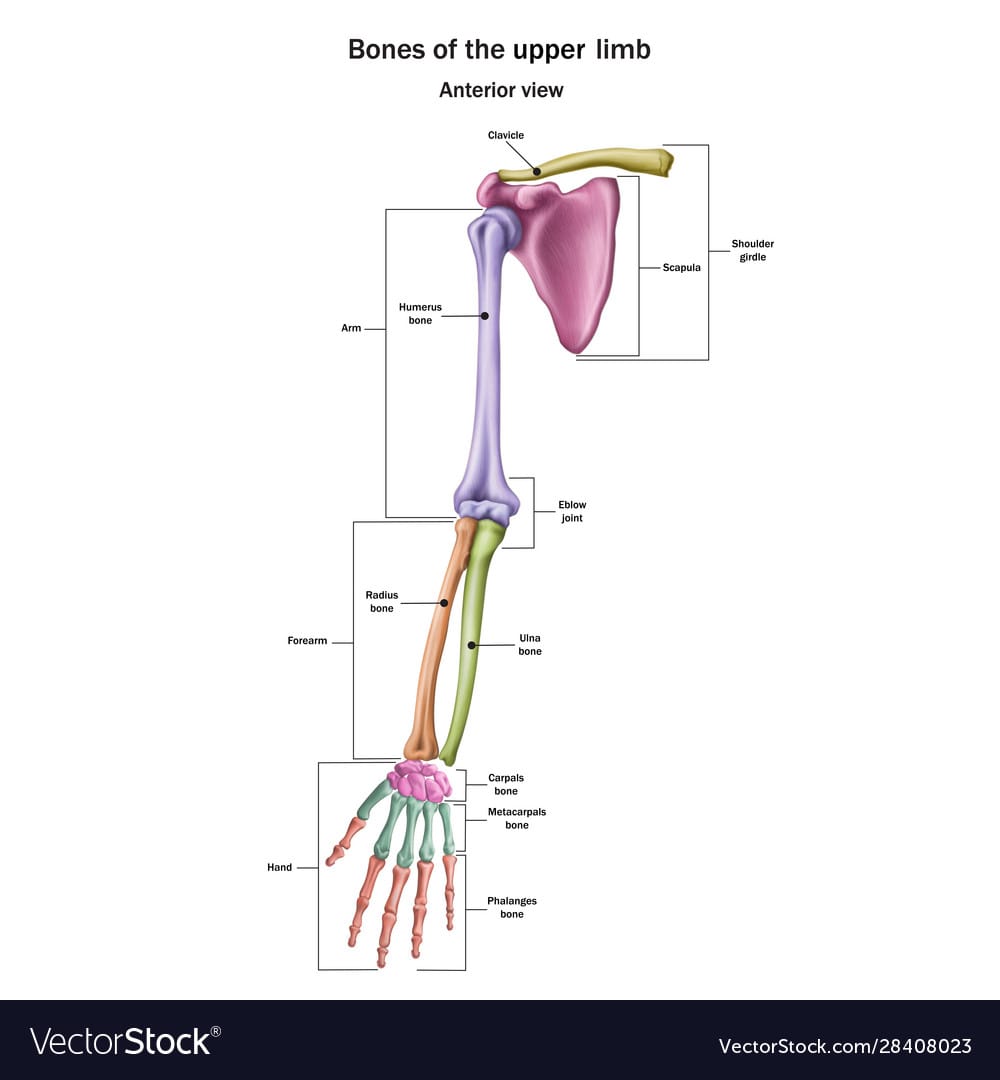 Bones of the upper limb
Anterior view
Clavicle
Shoulder
girdle
Scapula
Humerus
bone
Arm
Eblow
joint
Radius
bone
Forearm
Ulna
bone
Carpals
bone
Metacarpals
bone
Hand
Phalanges
bone
VectorStock®
VectorStock.com/28408023